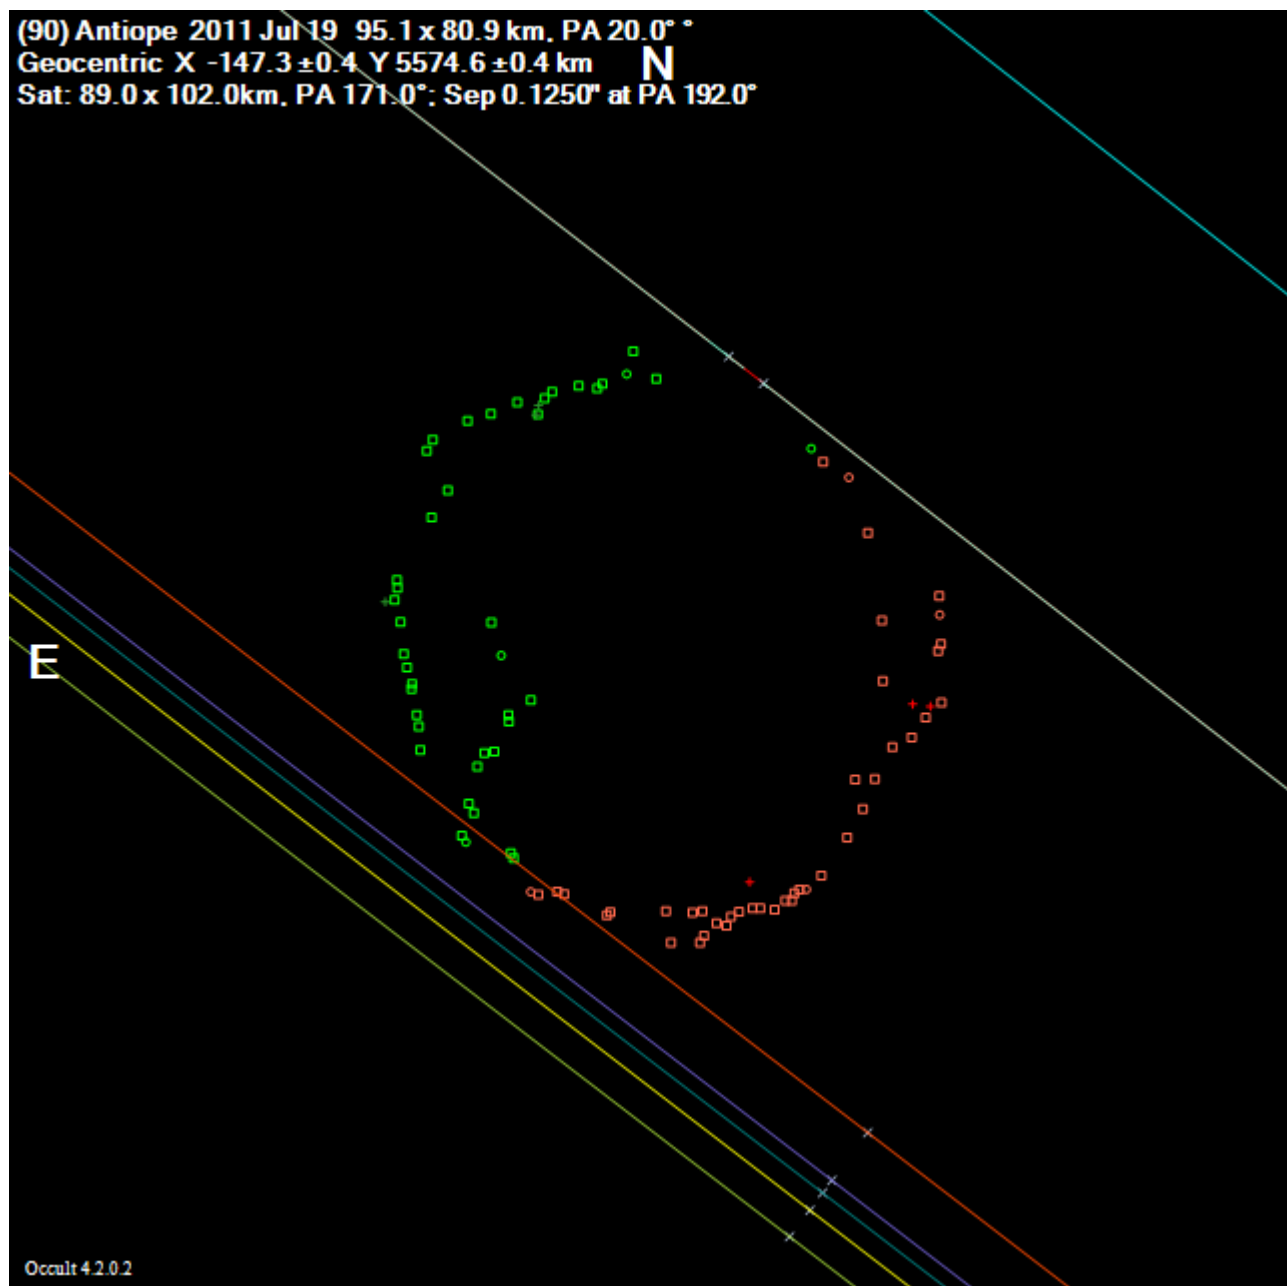 (90) Antiope 2011 Jul 19 95.1 x 80.9 km, PA 20.0° °
Geocentric X -147.3 ±0.4 Y 5574.6 ±0.4 km
N
Sat: 89.0 x 102.0km, PA 171.0°; Sep 0.1250" at PA 192.0°
E
Occult 4.2.0.2